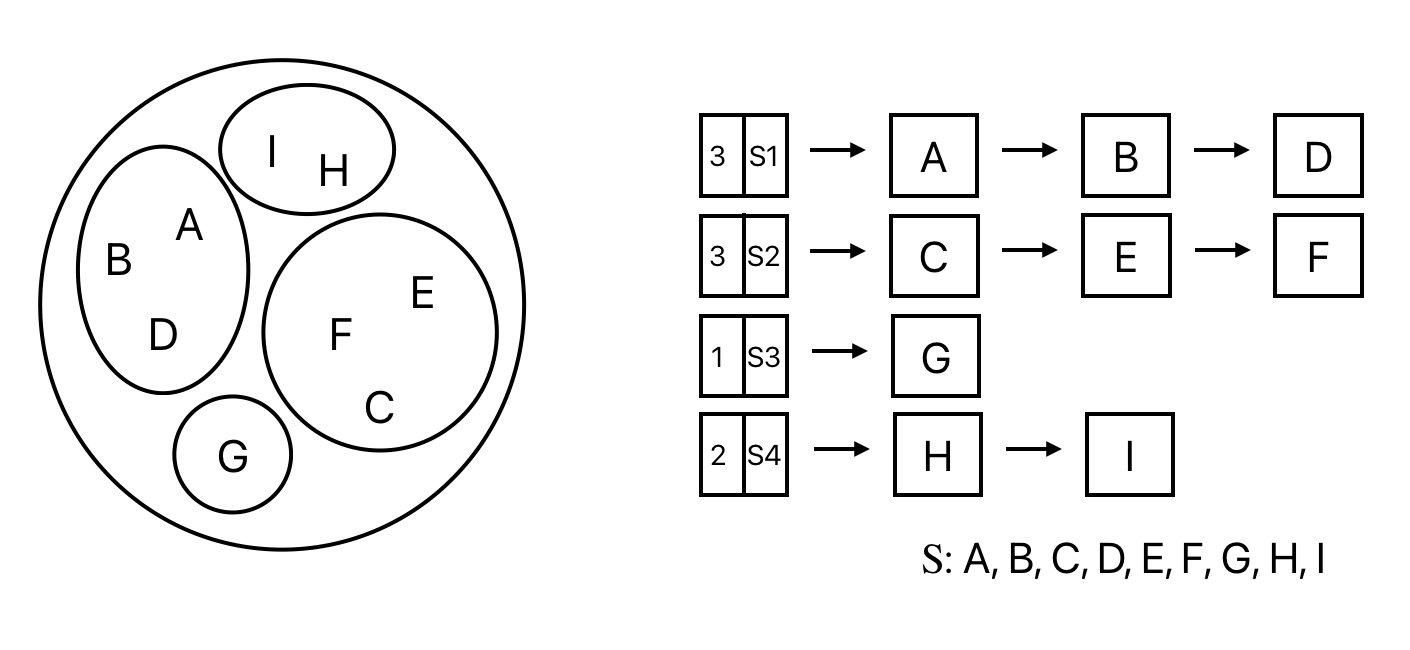 I H
A
B
D
E
F
C
G
3 S1 A B D
3 S2 C E F
1 S3 G
2 S4 H I
S: A, B, C, D, E, F, G, H, I